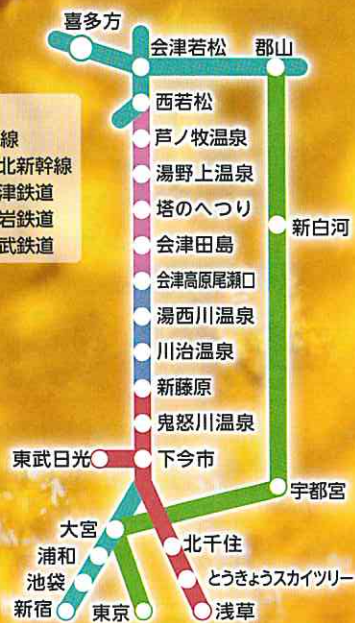 喜多方
会津若松
郡山
線
北新幹線
津鉄道
岩鉄道
武鉄道
西若松
芦ノ牧温泉
湯野上温泉
塔のへつり
会津田島
会津高原尾瀬口
湯西川温泉
川治温泉
新藤原
鬼怒川温泉
東武日光
下今市
新白河
宇都宮
大宮
浦和
池袋
新宿
東京
北千住
とうきょうスカイツリー
浅草